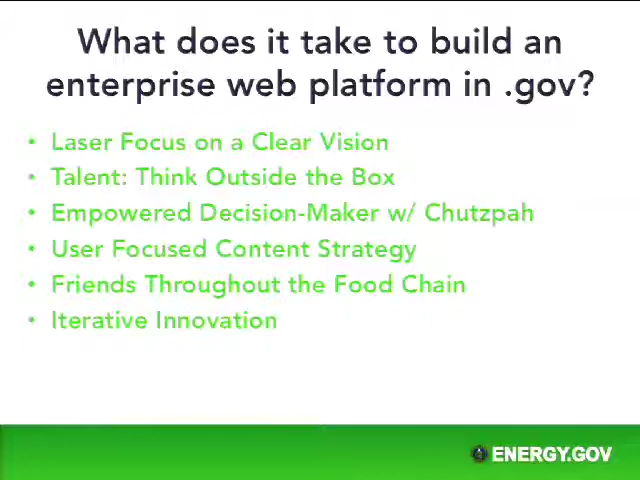 What does it take to build an
enterprise web platform in .gov?
• Laser Focus on a Clear Vision
• Talent: Think Outside the Box
• Empowered Decision-Maker w/ Chutzpah
• User Focused Content Strategy
• Friends Throughout the Food Chain
• Iterative Innovation
ENERGY.GOV